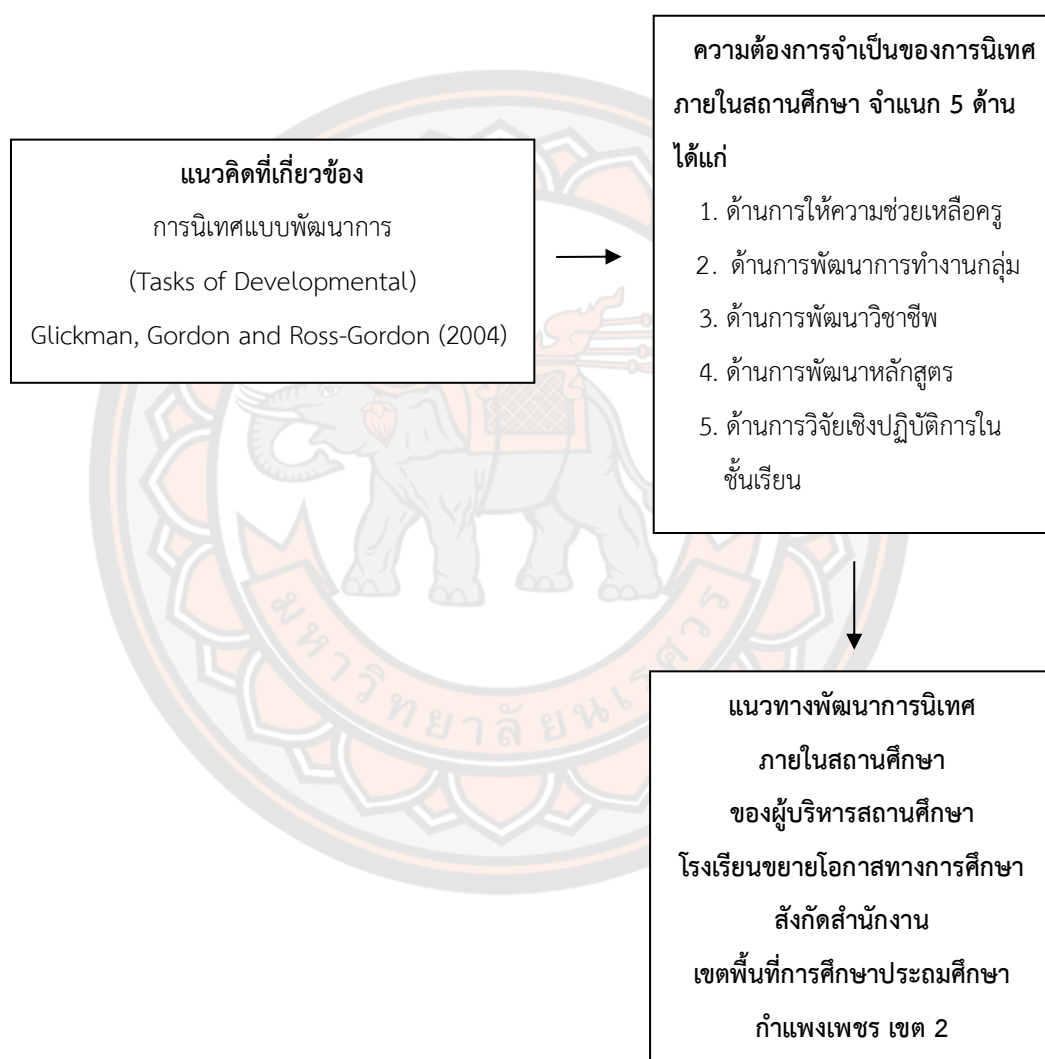 แนวคิดที่เกี่ยวข้อง
การนิเทศแบบพัฒนาการ
(Tasks of Developmental)
Glickman, Gordon and Ross-Gordon (2004)
ความต้องการจำเป็นของการนิเทศ
ภายในสถานศึกษา จำแนก 5 ด้าน
ได้แก่
1. ด้านการให้ความช่วยเหลือครู
2. ด้านการพัฒนาการทำงานกลุ่ม
3. ด้านการพัฒนาวิชาชีพ
4. ด้านการพัฒนาหลักสูตร
5. ด้านการวิจัยเชิงปฏิบัติการใน
ชั้นเรียน
แนวทางพัฒนาการนิเทศ
ภายในสถานศึกษา
ของผู้บริหารสถานศึกษา
โรงเรียนขยายโอกาสทางการศึกษา
สังกัดสำนักงาน
เขตพื้นที่การศึกษาประถมศึกษา
กำแพงเพชร เขต 2
มหาวิทยาลัยนเรศวร